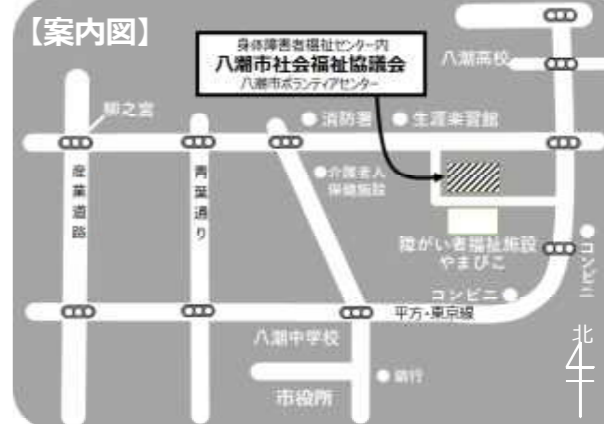 【案内図】
身体障害者福祉センター内
八潮市社会福祉協議会
八潮市ボランティアセンター
八潮高校
柳之宮
消防署
生涯楽習館
産業道路
青葉通り
介護老人
保健施設
障がい者福祉施設
やまびこ
コンビニ
コンビニ
平方・東京線
八潮中学校
銀行
市役所
北